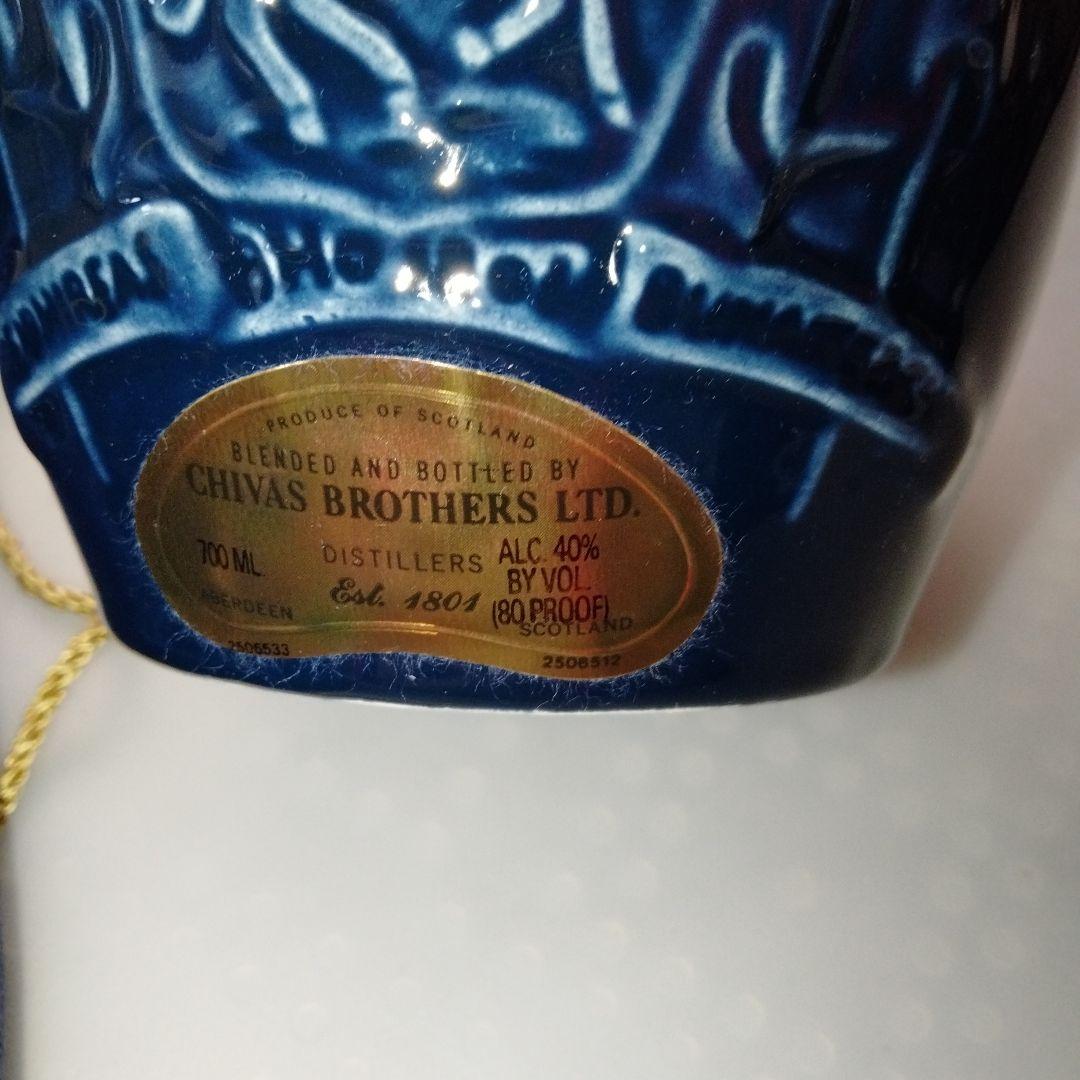 PRODUCE OF SCOTLAND
BLENDED AND BOTTLED BY
CHIVAS BROTHERS LTD.
700 ML
DISTILLERS
ALC. 40%
BY VOL.
(80 PROOF)
Est. 1801
ABERDEEN
SCOTLAND
2506533
2506512